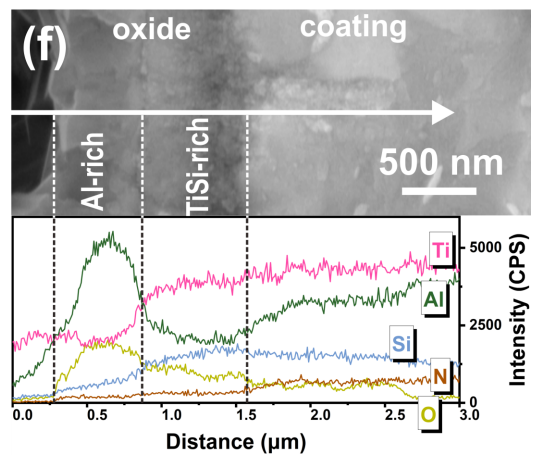 (f)
oxide
coating
Al-rich
TiSi-rich
500 nm
Ti
Al
Si
N
O
5000
2500
0
Intensity (CPS)
0.0 0.5 1.0 1.5 2.0 2.5 3.0
Distance (μm)